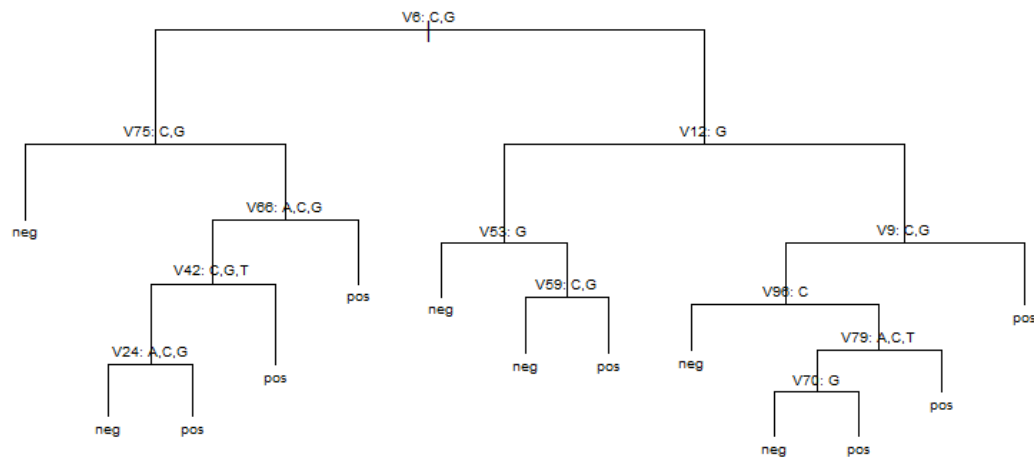 V6: C,G
V75: C,G
V12: G
neg
V66: A,C,G
V53: G
V9: C,G
V42: C,G,T
pos
neg
V59: C,G
V96: C
pos
V24: A,C,G
pos
neg
pos
neg
V79: A,C,T
neg
pos
V70: G
pos
neg
pos